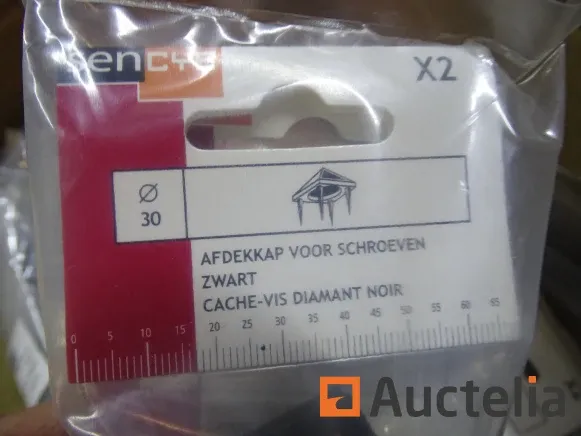 sencys
X2
Ø
30
AFDEKKAP VOOR SCHROEVEN
ZWART
CACHE-VIS DIAMANT NOIR
0 5 10 15 20 25 30 35 40 45 50 55 60 65
Auctelia